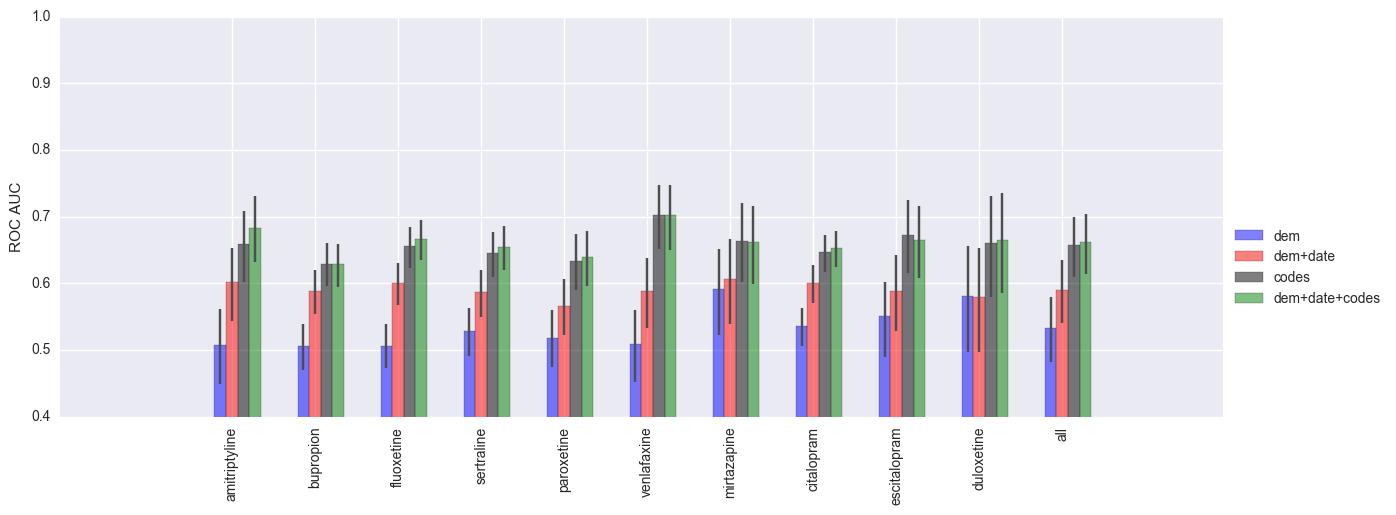 1.0
0.9
0.8
0.7
0.6
0.5
0.4
ROC AUC
amitriptyline
bupropion
fluoxetine
sertraline
paroxetine
venlafaxine
mirtazapine
citalopram
escitalopram
duloxetine
all
dem
dem+date
codes
dem+date+codes